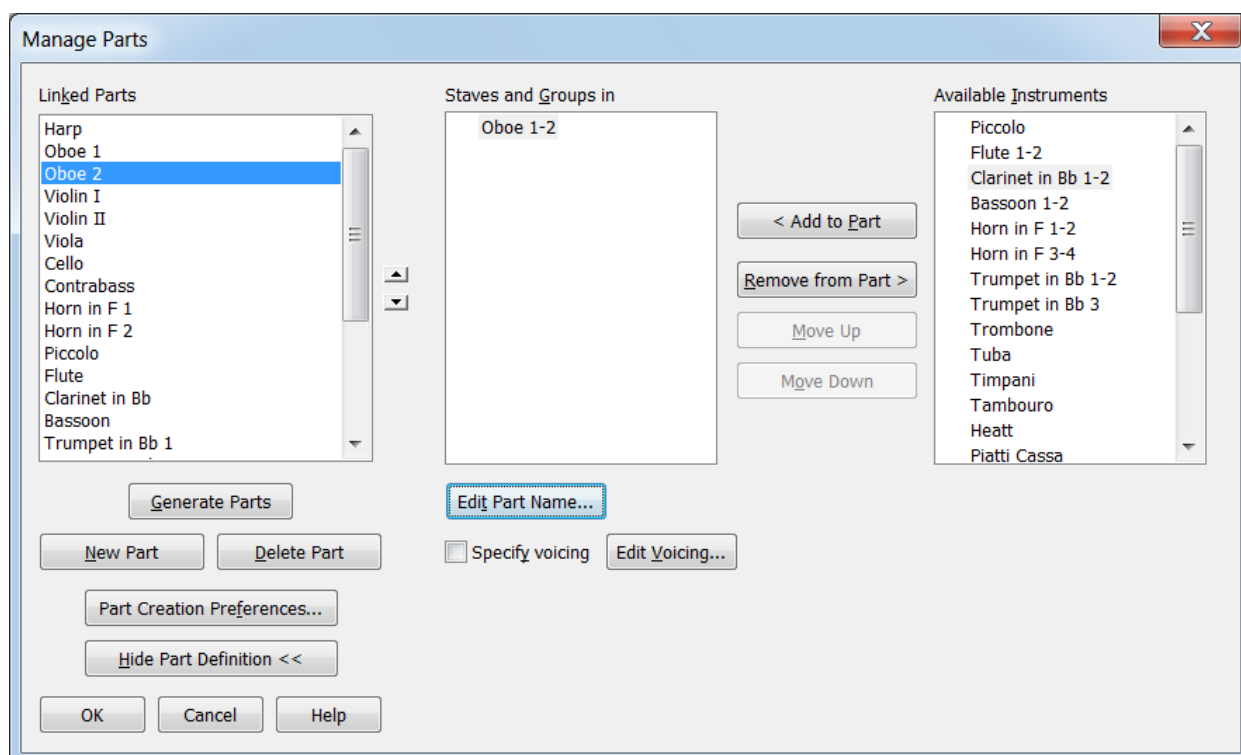 Manage Parts
X
Linked Parts
Harp
Oboe 1
Oboe 2
Violin I
Violin II
Viola
Cello
Contrabass
Horn in F 1
Horn in F 2
Piccolo
Flute
Clarinet in Bb
Bassoon
Trumpet in Bb 1
Generate Parts
New Part
Delete Part
Part Creation Preferences...
Hide Part Definition <<
OK
Cancel
Help
Staves and Groups in
Oboe 1-2
Edit Part Name...
Specify voicing
Edit Voicing...
< Add to Part
Remove from Part >
Move Up
Move Down
Available Instruments
Piccolo
Flute 1-2
Clarinet in Bb 1-2
Bassoon 1-2
Horn in F 1-2
Horn in F 3-4
Trumpet in Bb 1-2
Trumpet in Bb 3
Trombone
Tuba
Timpani
Tambouro
Heatt
Piatti Cassa